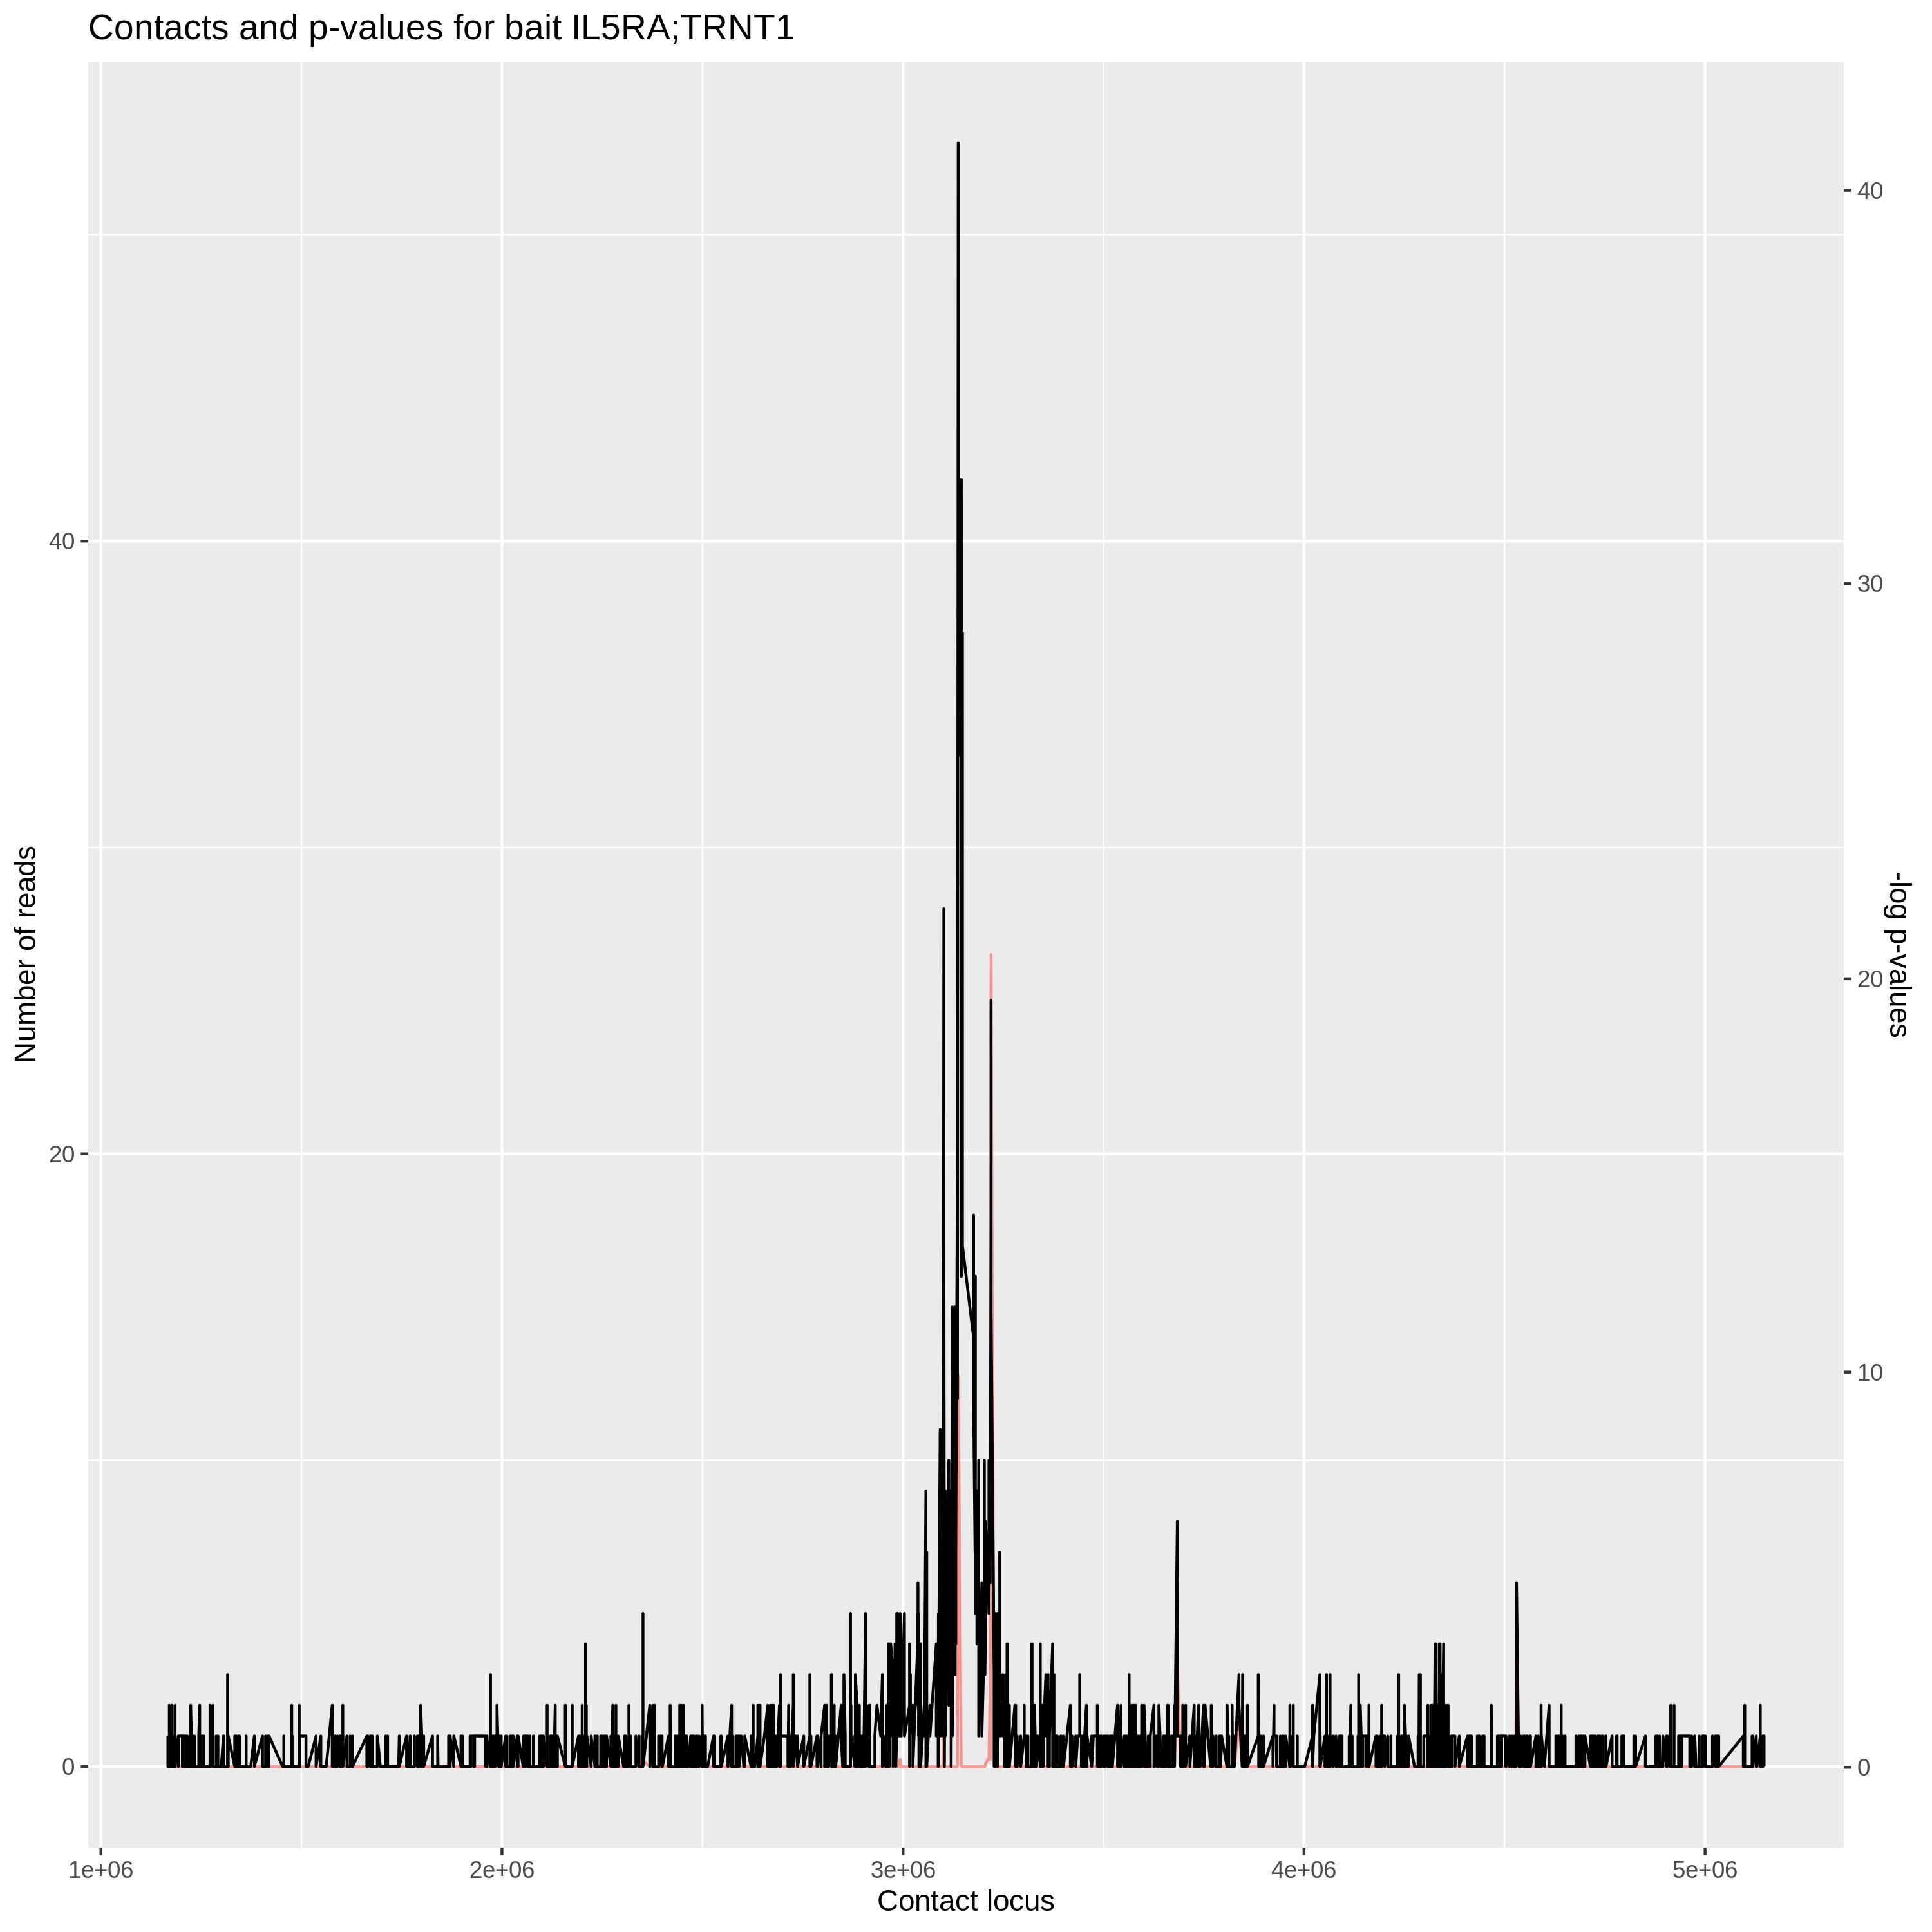 Contacts and p-values for bait IL5RA;TRNT1
40
20
0
Number of reads
40
30
20
10
0
-log p-values
1e+06
2e+06
3e+06
4e+06
5e+06
Contact locus